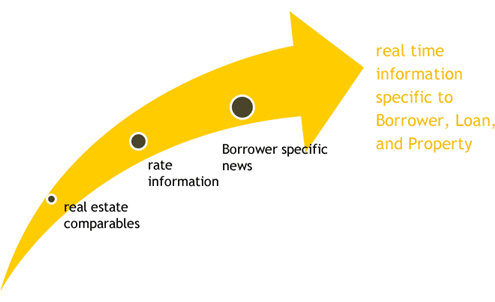 real time
information
specific to
Borrower, Loan,
and Property
Borrower specific
news
rate
information
real estate
comparables